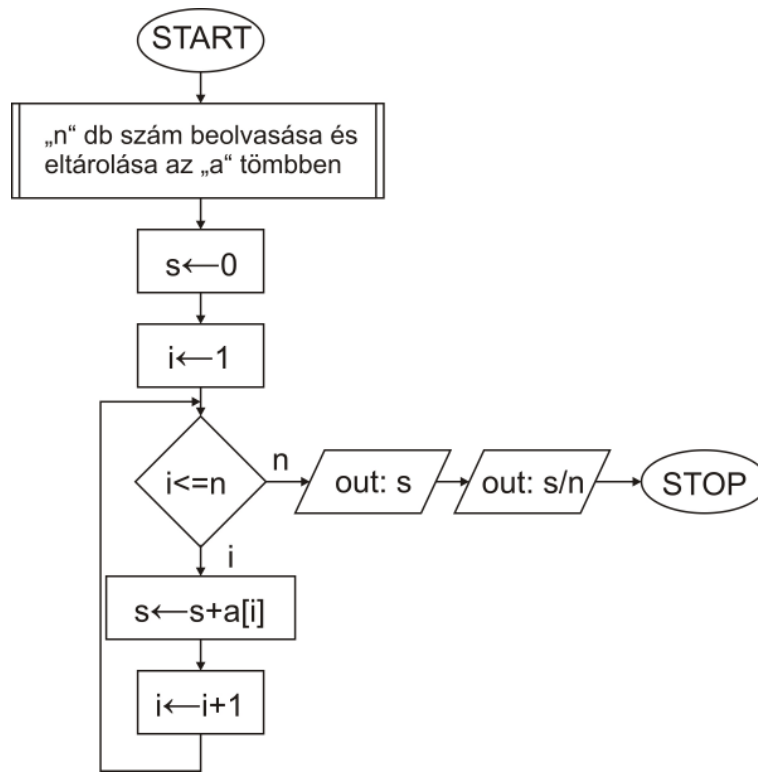 START
„n“ db szám beolvasása és
eltárolása az „a“ tömbben
s←0
i←1
i<=n
n
out: s
out: s/n
STOP
i
s←s+a[i]
i←i+1